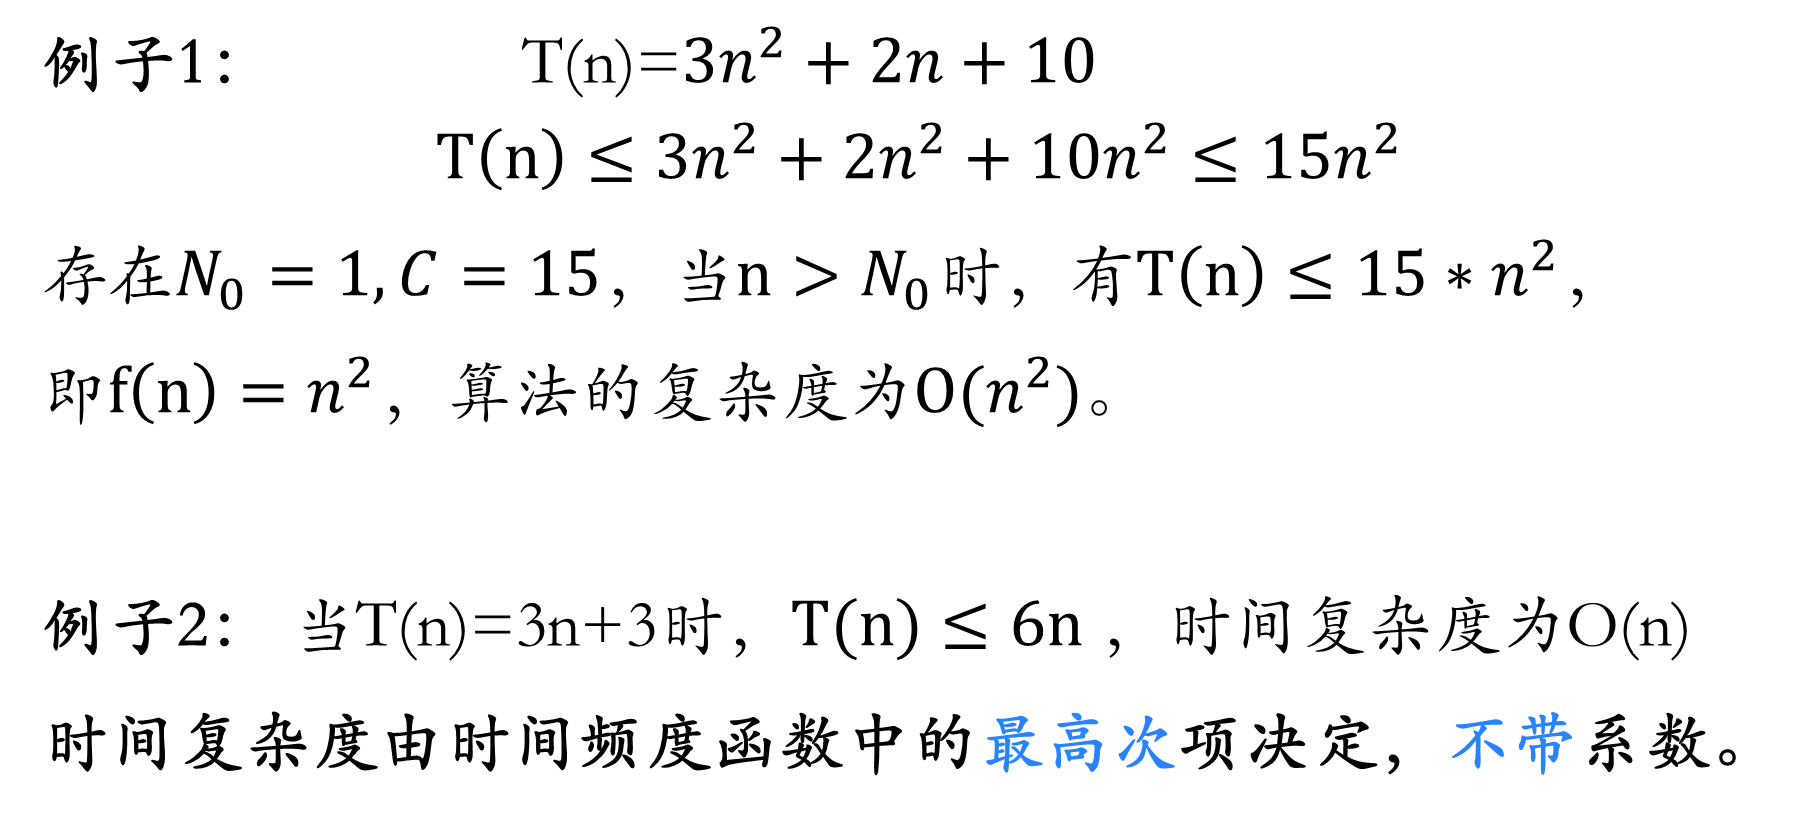 例子1: T(n)=3n² + 2n + 10
T(n) ≤ 3n² + 2n² + 10n² ≤ 15n²
存在N₀ = 1, C = 15，当n > N₀时，有T(n) ≤ 15 * n²，
即f(n) = n²，算法的复杂度为O(n²)。
例子2: 当T(n)=3n+3时，T(n) ≤ 6n，时间复杂度为O(n)
时间复杂度由时间频度函数中的最高次项决定，不带系数。